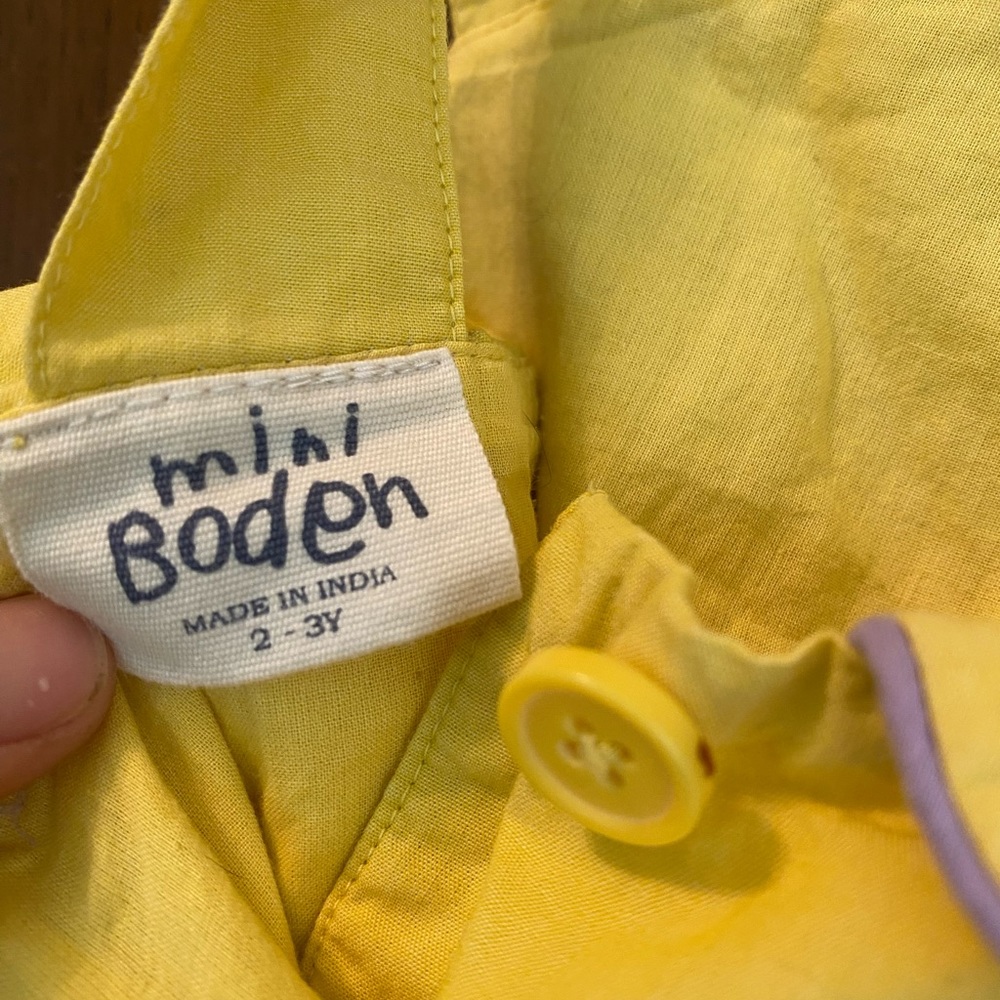 mini
Boden
MADE IN INDIA
2 - 3Y